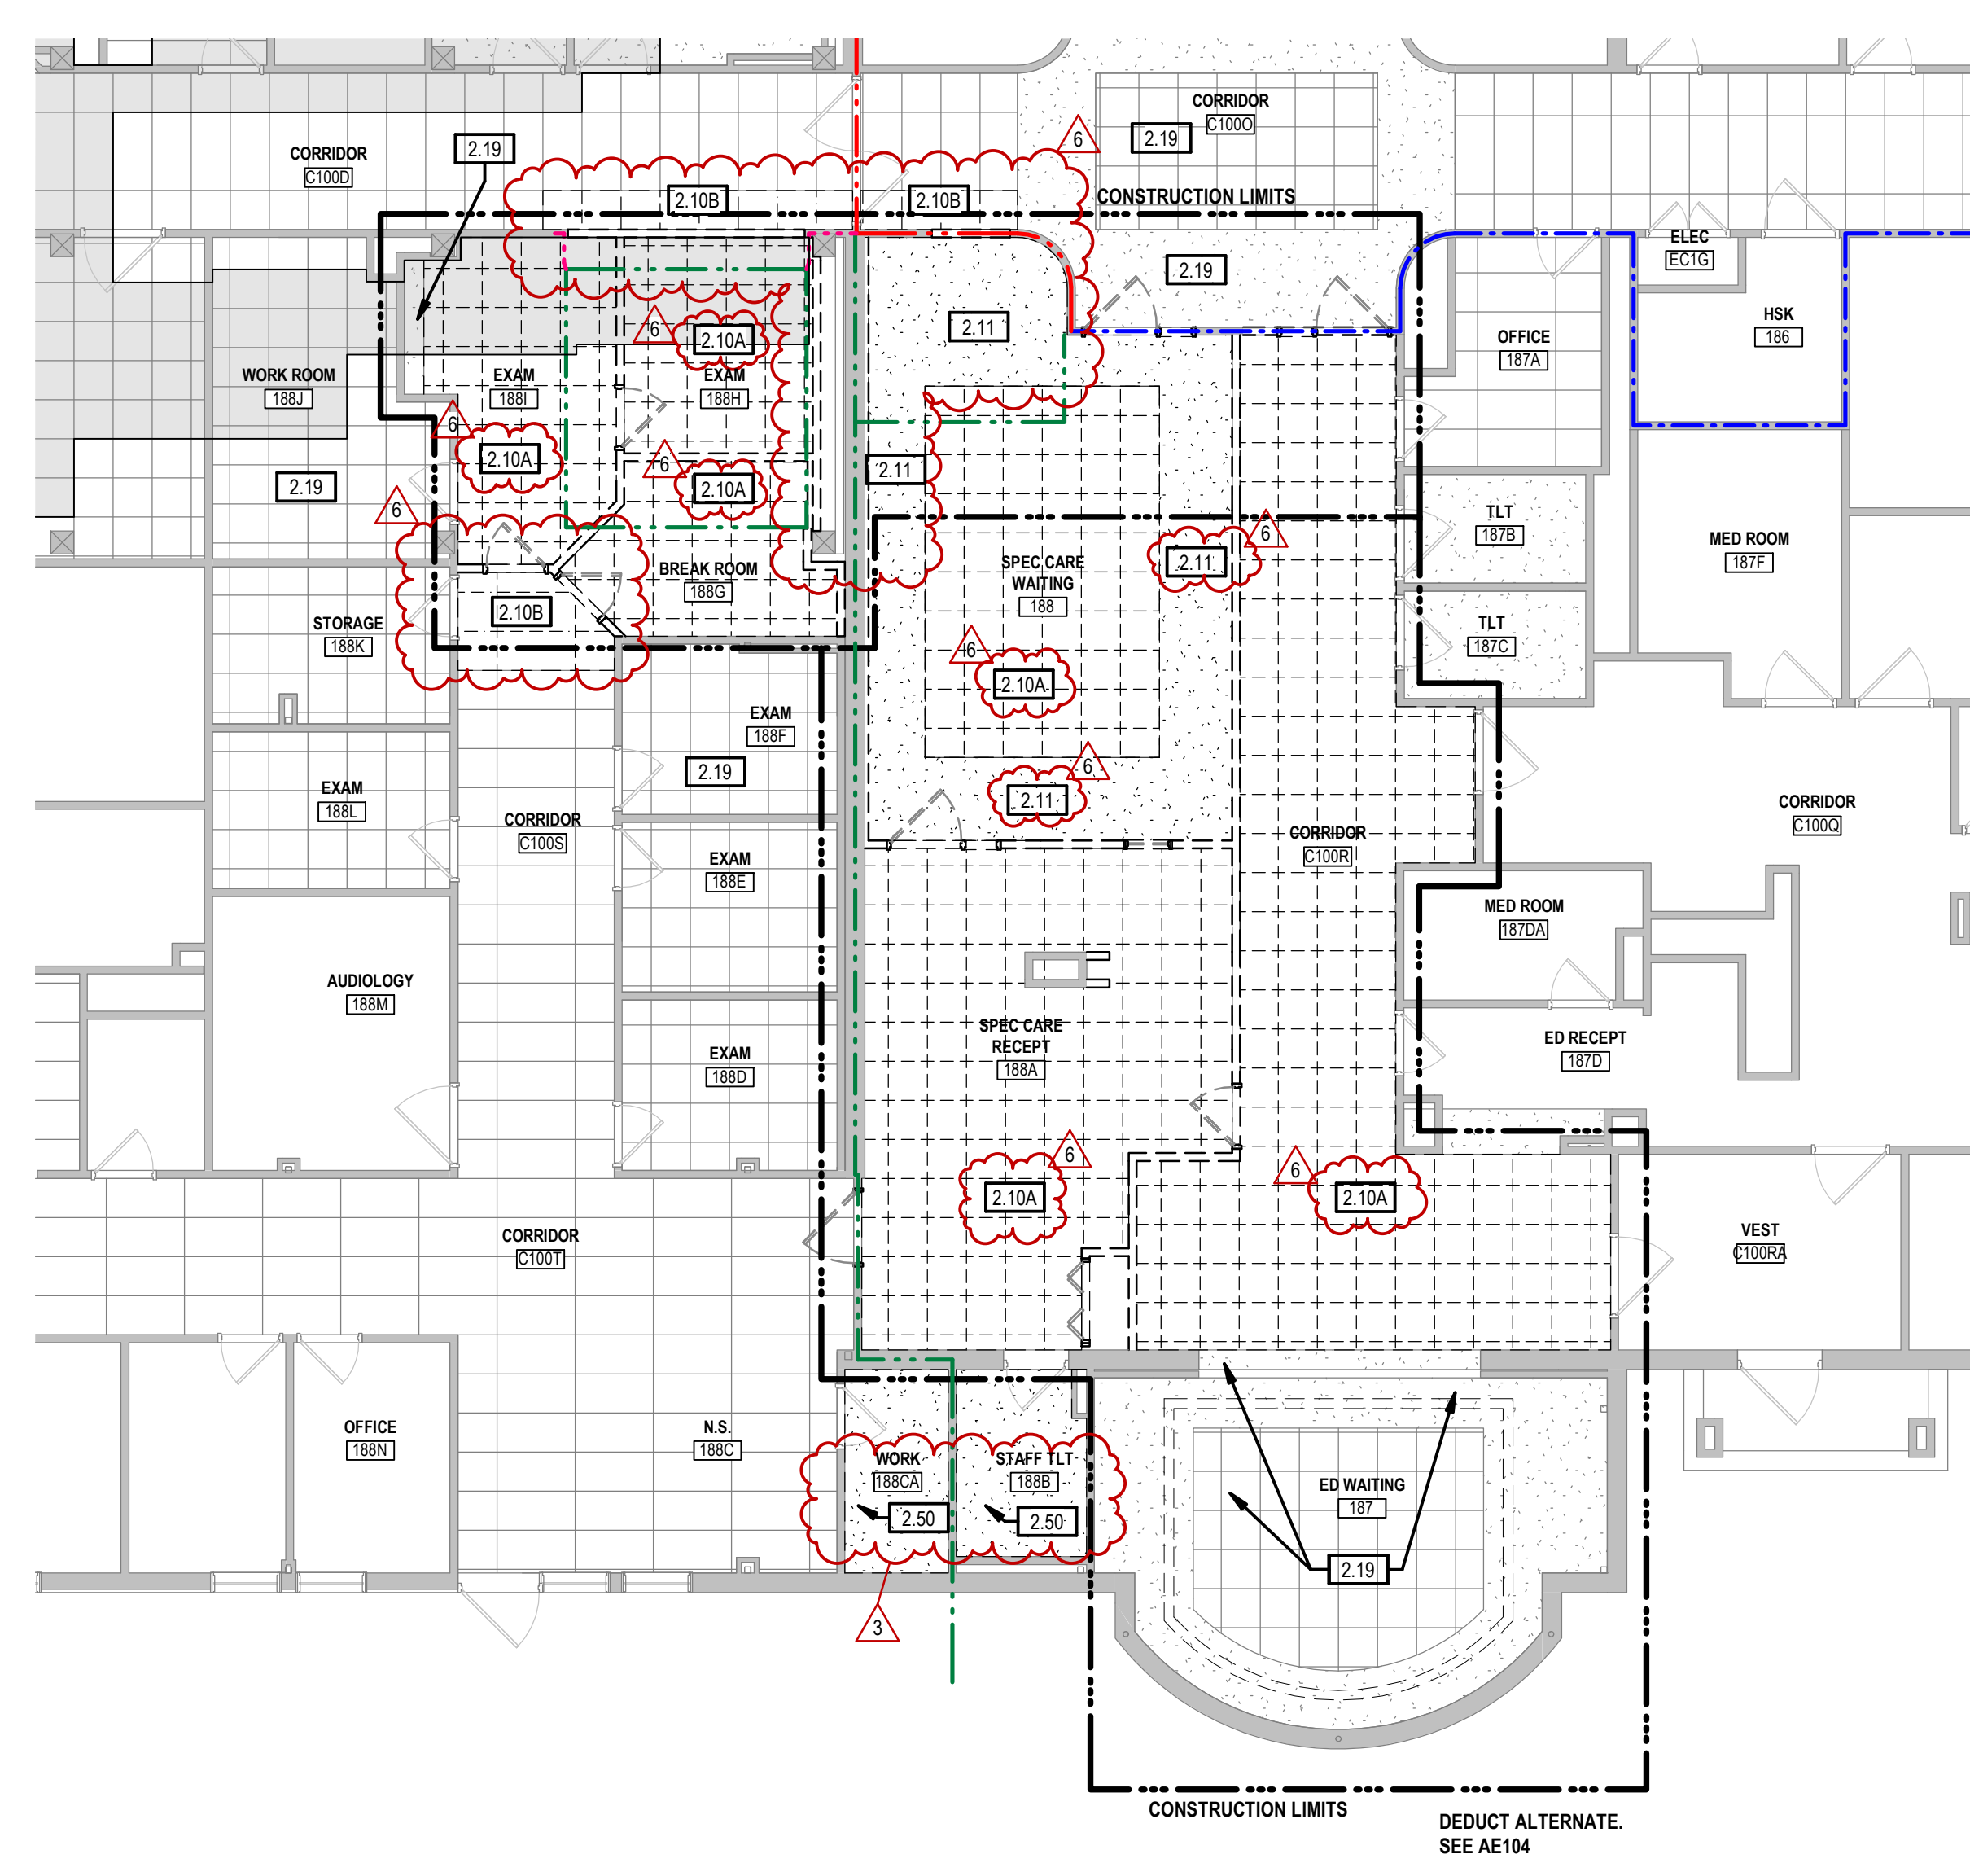 CORRIDOR
C100O
2.19
6
2.19
CORRIDOR
C100D
2.10B
2.10B
CONSTRUCTION LIMITS
ELEC
EC1G
2.19
HSK
186
2.11
6
2.10A
OFFICE
187A
WORK ROOM
188J
EXAM
188I
EXAM
188H
6
2.10A
6
2.10A
2.11
2.19
6
TLT
187B
MED ROOM
187F
6
2.11
SPEC CARE
WAITING
188
BREAK ROOM
188G
2.10B
STORAGE
188K
TLT
187C
6
2.10A
EXAM
188F
2.19
6
2.11
EXAM
188L
CORRIDOR
C100S
CORRIDOR
C100R
CORRIDOR
C100Q
EXAM
188E
MED ROOM
187DA
AUDIOLOGY
188M
SPEC CARE
RECEPT
188A
ED RECEPT
187D
EXAM
188D
6
2.10A
6
2.10A
CORRIDOR
C100T
VEST
C100RA
OFFICE
188N
N.S.
188C
WORK
188CA
STAFF TLT
188B
2.50
2.50
ED WAITING
187
2.19
3
CONSTRUCTION LIMITS
DEDUCT ALTERNATE.
SEE AE104